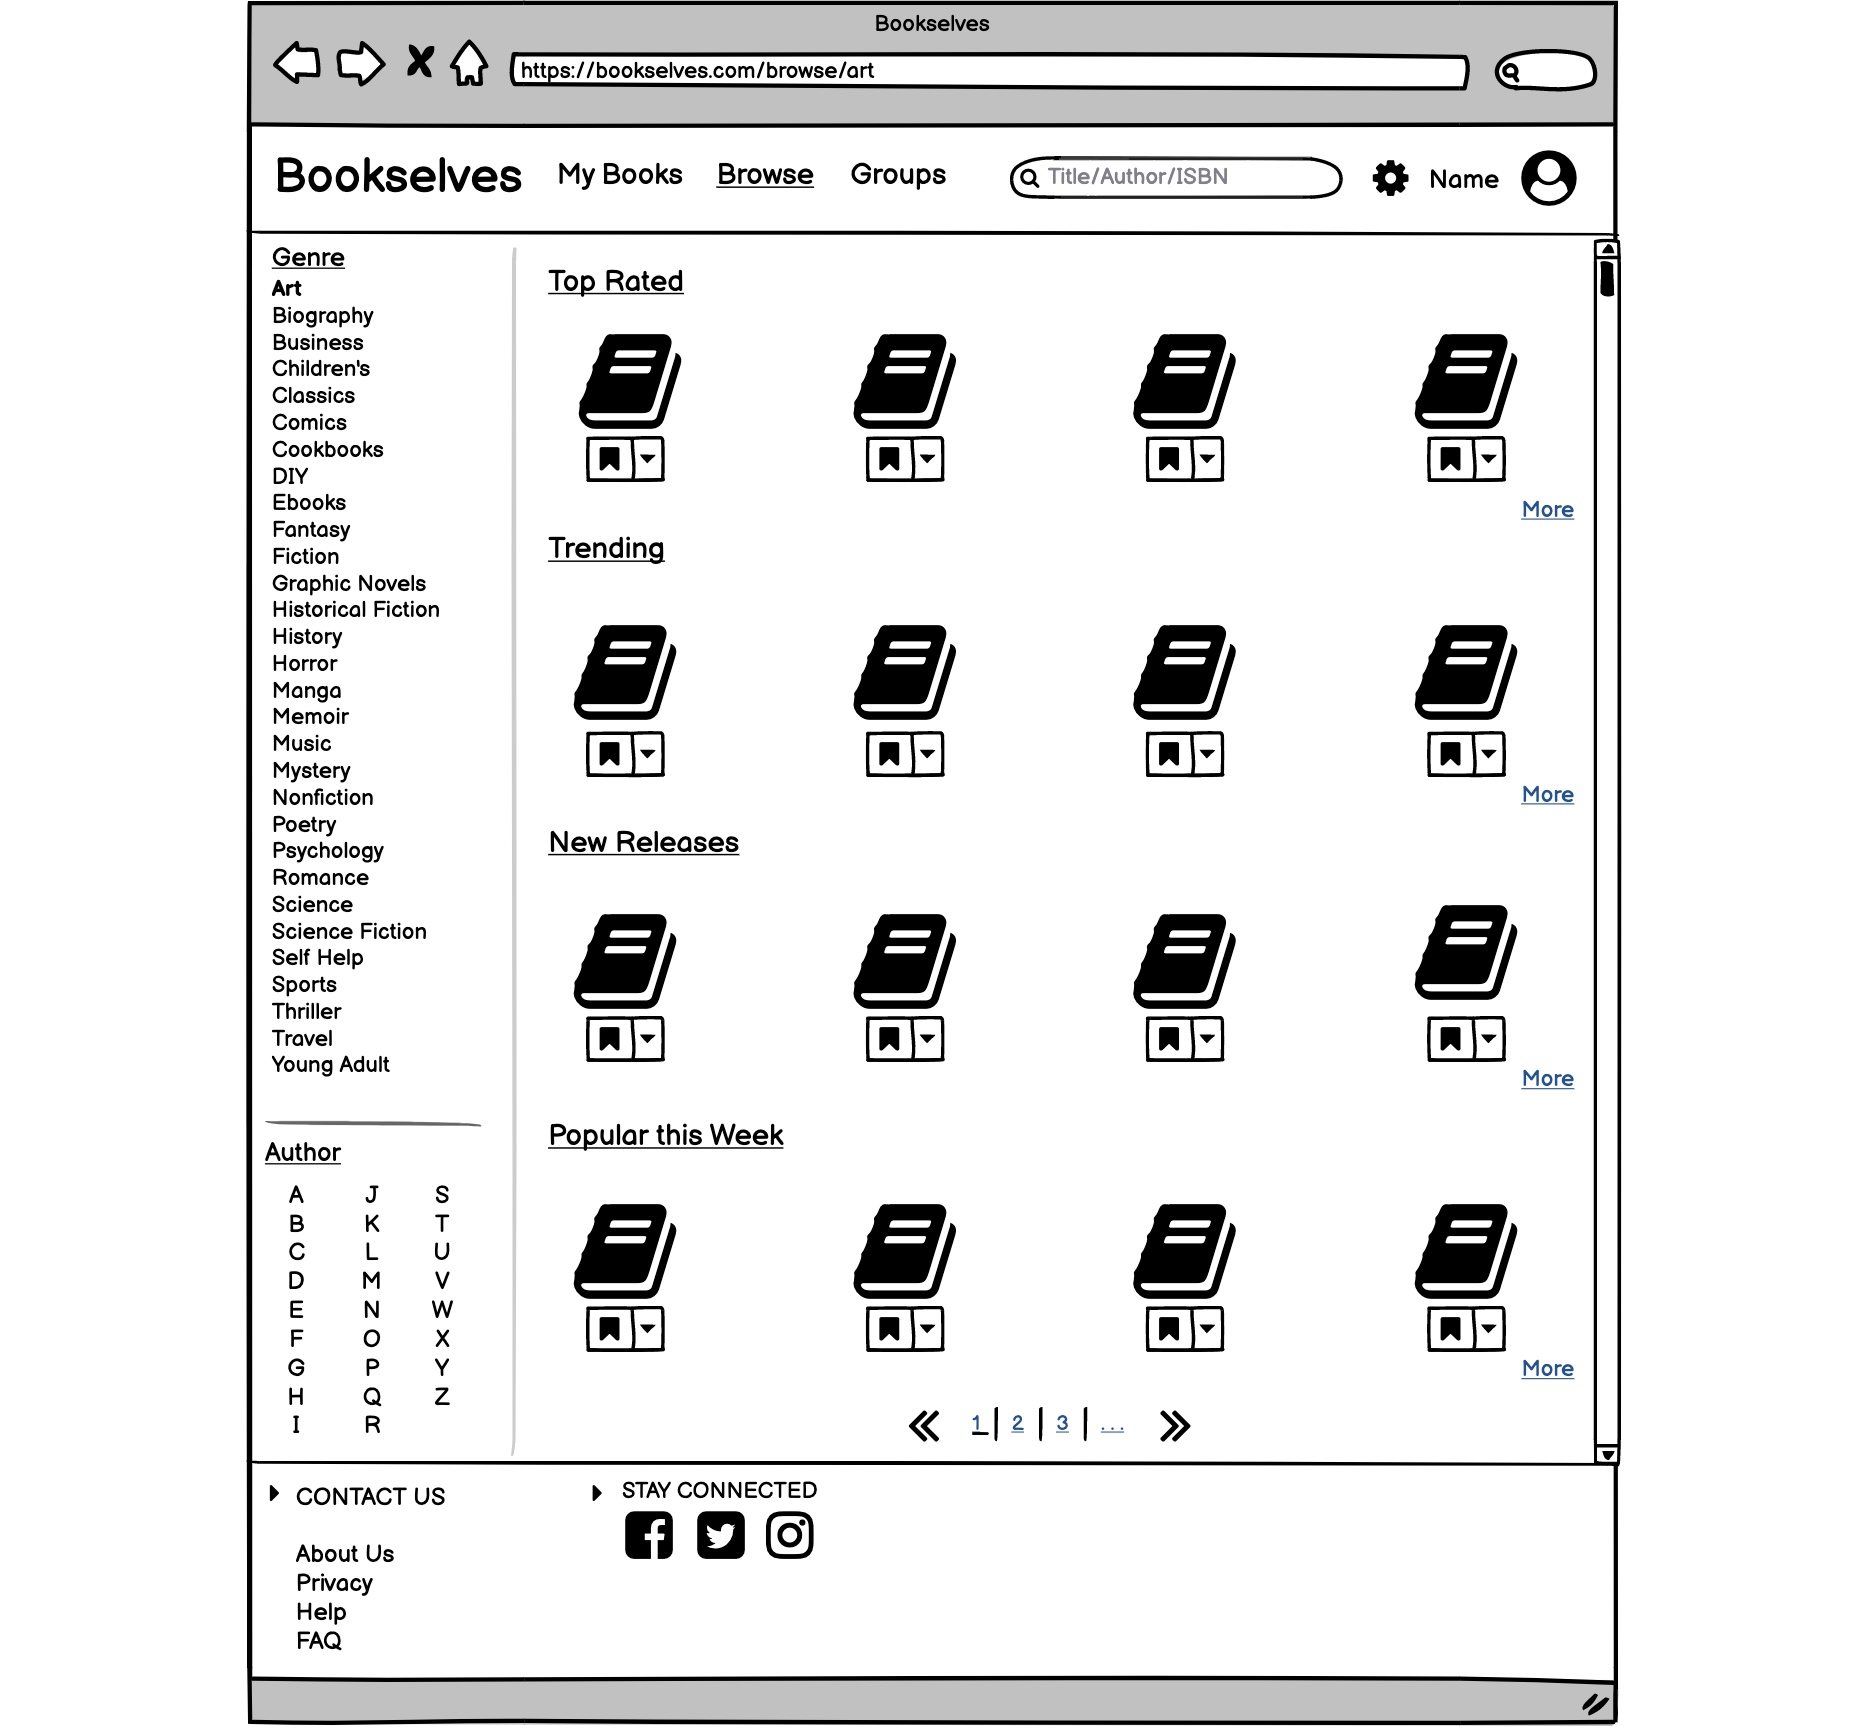 Bookselves
https://bookselves.com/browse/art
Bookselves My Books Browse Groups Title/Author/ISBN Name
Genre
Art
Biography
Business
Children's
Classics
Comics
Cookbooks
DIY
Ebooks
Fantasy
Fiction
Graphic Novels
Historical Fiction
History
Horror
Manga
Memoir
Music
Mystery
Nonfiction
Poetry
Psychology
Romance
Science
Science Fiction
Self Help
Sports
Thriller
Travel
Young Adult
Author
A J S
B K T
C L U
D M V
E N W
F O X
G P Y
H Q Z
I R
Top Rated
More
Trending
More
New Releases
More
Popular this Week
More
1 2 3 ...
CONTACT US
About Us
Privacy
Help
FAQ
STAY CONNECTED